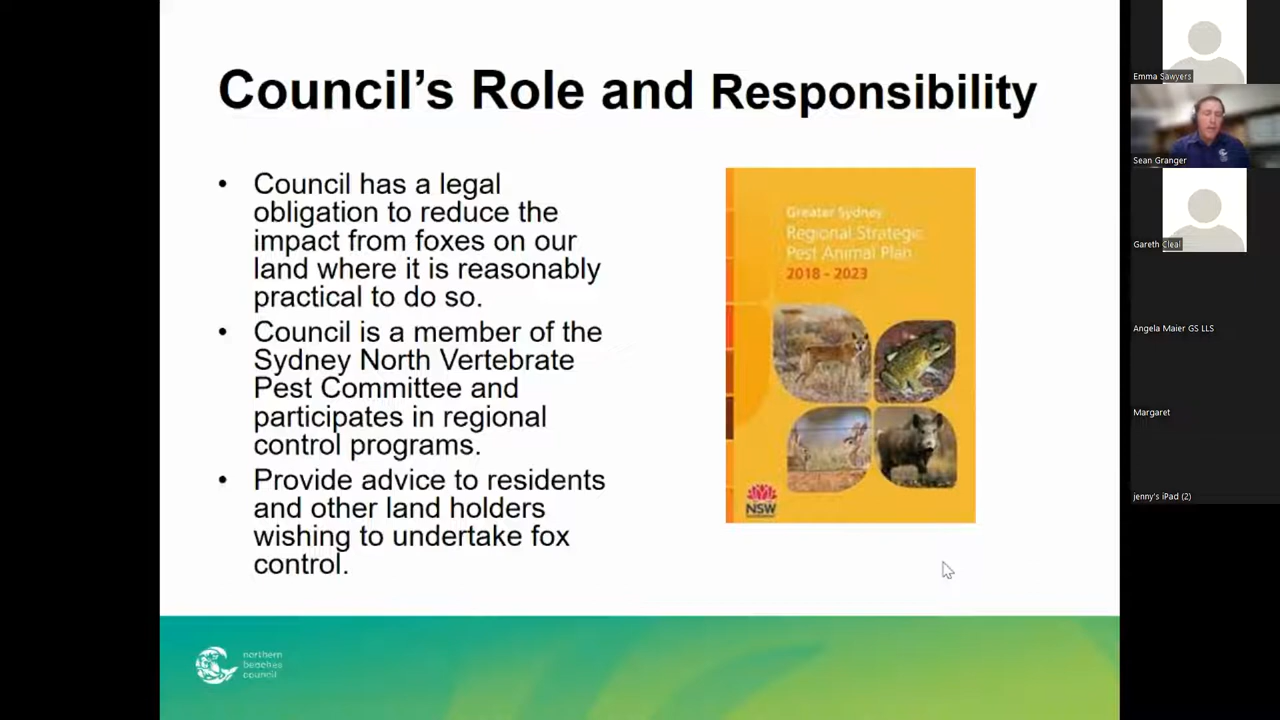 Council's Role and Responsibility
• Council has a legal
obligation to reduce the
impact from foxes on our
land where it is reasonably
practical to do so.
• Council is a member of the
Sydney North Vertebrate
Pest Committee and
participates in regional
control programs.
• Provide advice to residents
and other land holders
wishing to undertake fox
control.
Greater Sydney
Regional Strategic
Pest Animal Plan
2018 - 2023
NSW
northern
beaches
council
Emma Sawyers
Sean Granger
Gareth Cleal
Angela Maier GS LLS
Margaret
jenny's iPad (2)